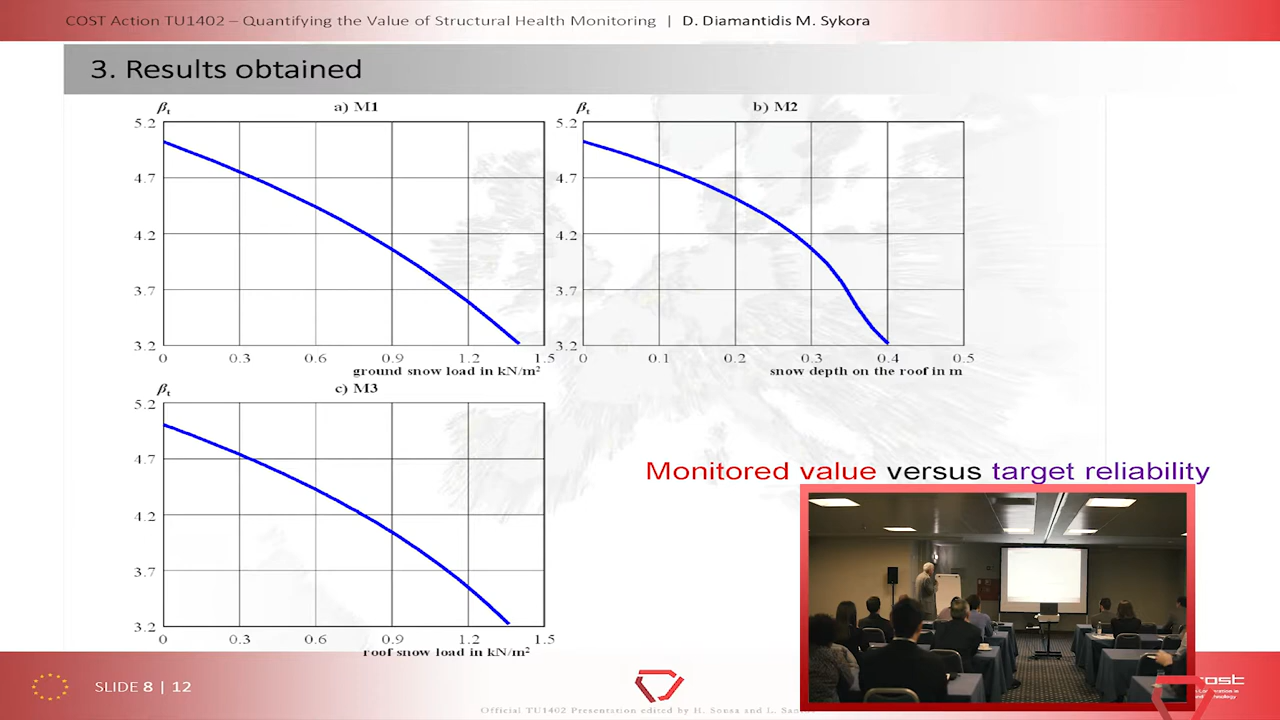 COST Action TU1402 – Quantifying the Value of Structural Health Monitoring | D. Diamantidis M. Sykora
3. Results obtained
βt a) M1
5.2
4.7
4.2
3.7
3.2
0 0.3 0.6 0.9 1.2 1.5
ground snow load in kN/m²
βt b) M2
5.2
4.7
4.2
3.7
3.2
0 0.1 0.2 0.3 0.4 0.5
snow depth on the roof in m
βt c) M3
5.2
4.7
4.2
3.7
3.2
0 0.3 0.6 0.9 1.2 1.5
roof snow load in kN/m²
Monitored value versus target reliability
SLIDE 8 | 12
Official TU1402 Presentation edited by H. Sousa and L.